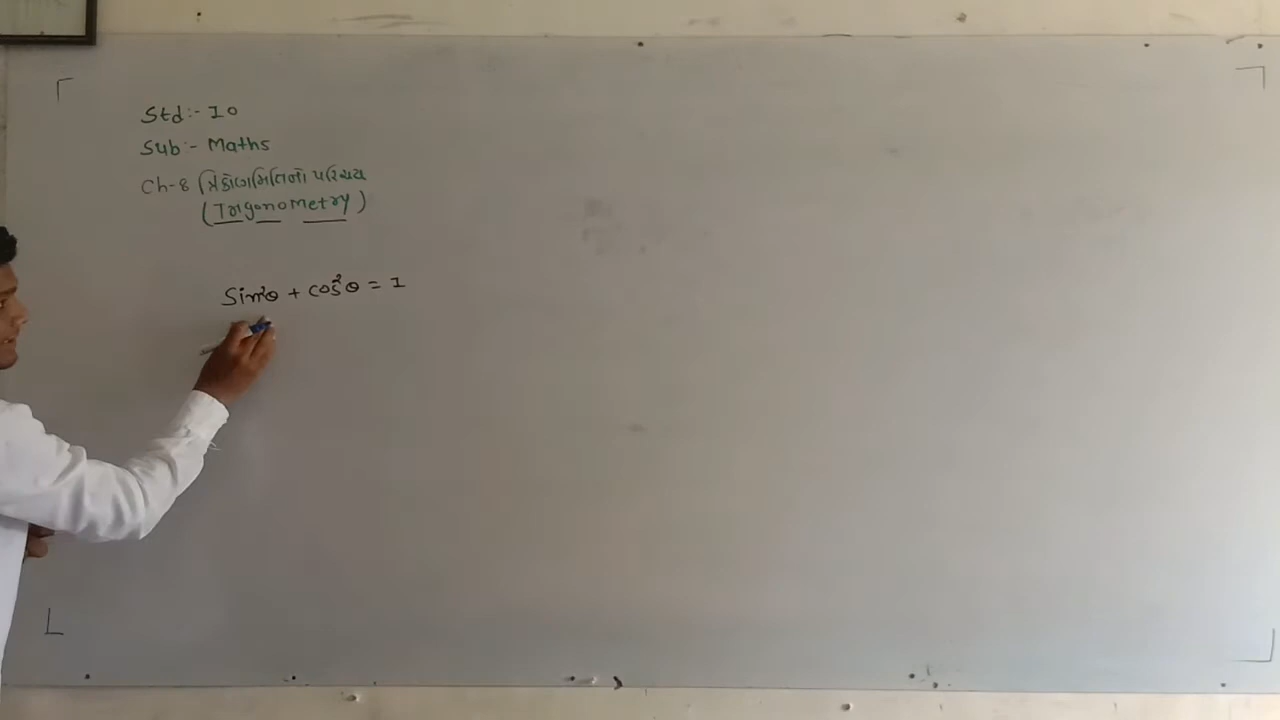 Std:- 10
Sub:- Maths
Ch-8 ત્રિકોણમિતિનો પરિચય
(Trigonometry)
Sin²θ + cos²θ = 1